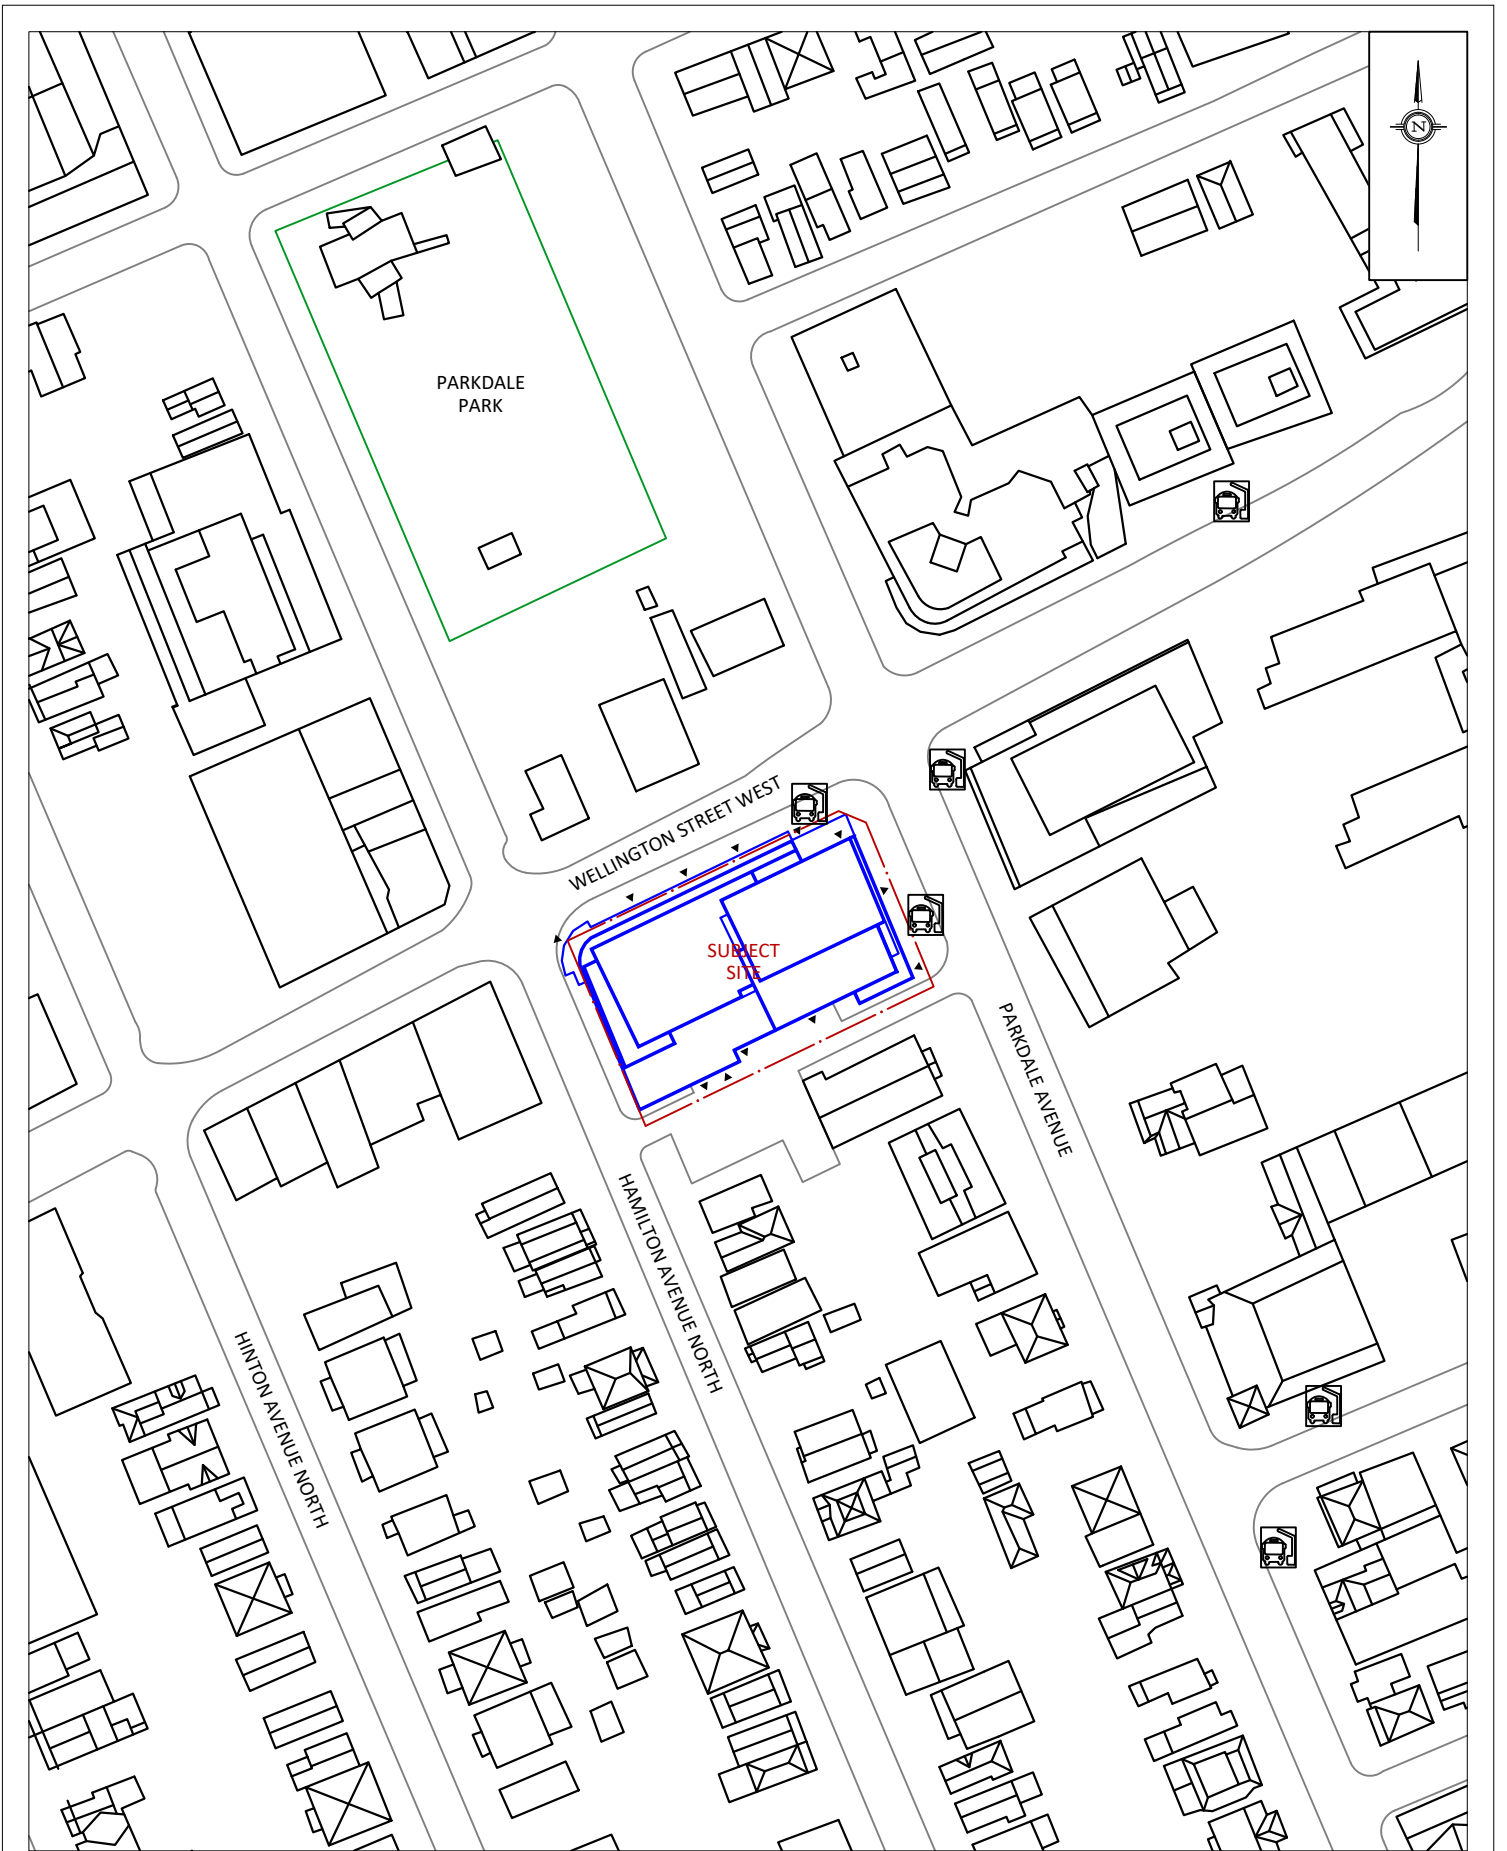 N
PARKDALE
PARK
WELLINGTON STREET WEST
SUBJECT
SITE
PARKDALE AVENUE
HAMILTON AVENUE NORTH
HINTON AVENUE NORTH